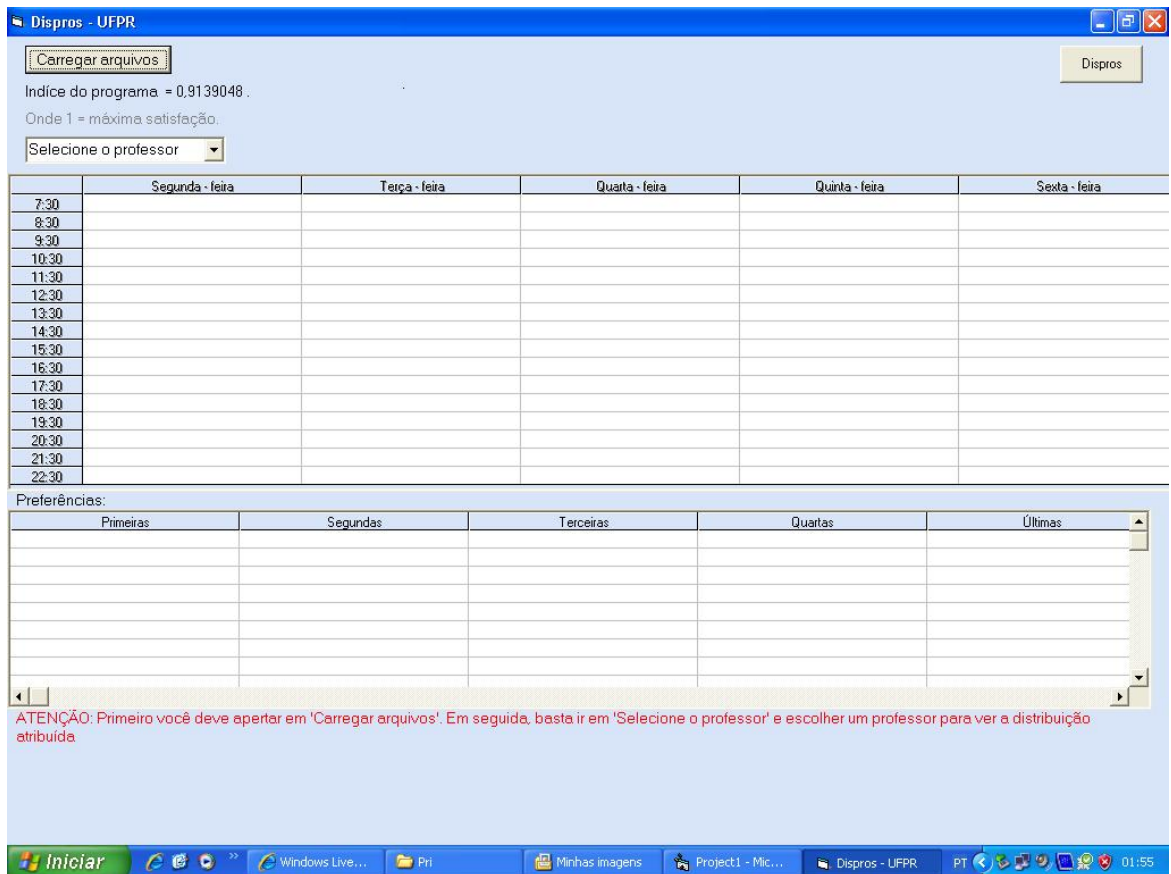 Dispros - UFPR
Carregar arquivos
Dispros
Indíce do programa = 0,9139048 .
Onde 1 = máxima satisfação.
Selecione o professor
Segunda - feira Terça - feira Quarta - feira Quinta - feira Sexta - feira
7:30
8:30
9:30
10:30
11:30
12:30
13:30
14:30
15:30
16:30
17:30
18:30
19:30
20:30
21:30
22:30
Preferências:
Primeiras Segundas Terceiras Quartas Últimas
ATENÇÃO: Primeiro você deve apertar em 'Carregar arquivos'. Em seguida, basta ir em 'Selecione o professor' e escolher um professor para ver a distribuição
atribuída
Iniciar Windows Live... Pri Minhas imagens Project1 - Mic... Dispros - UFPR PT 01:55